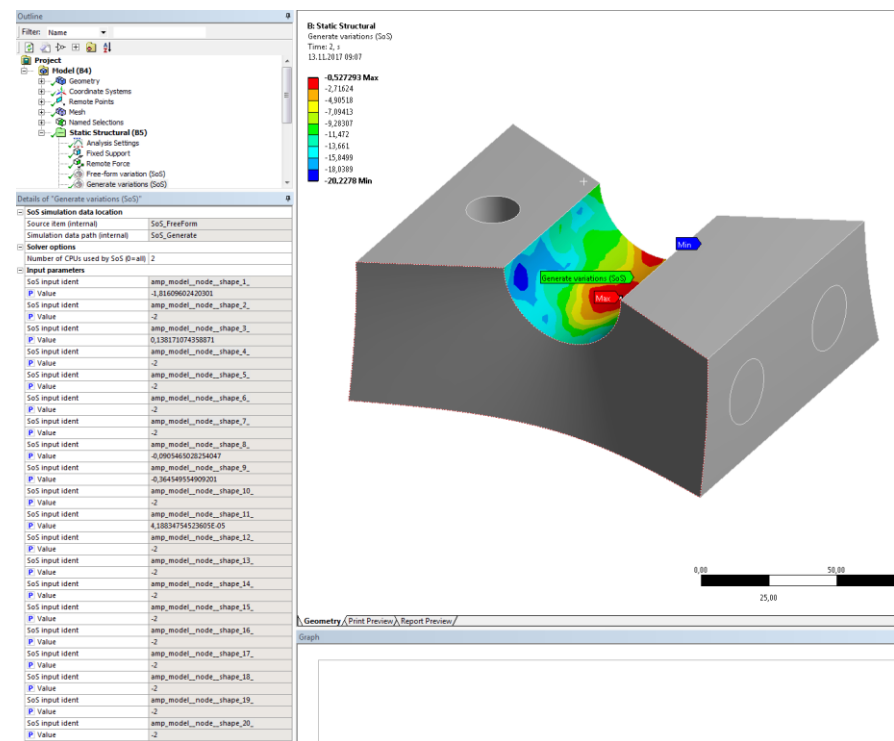 Outline
Filter: Name
Project
Model (B4)
Geometry
Coordinate Systems
Remote Points
Mesh
Named Selections
Static Structural (B5)
Analysis Settings
Fixed Support
Remote Force
Free-form variation (SoS)
Generate variations (SoS)
Details of "Generate variations (SoS)"
SoS simulation data location
Source item (internal) SoS_FreeForm
Simulation data path (internal) SoS_Generate
Solver options
Number of CPUs used by SoS (0=all) 2
Input parameters
SoS input ident amp_model__node__shape_1_
P Value -1,81609602420301
SoS input ident amp_model__node__shape_2_
P Value -2
SoS input ident amp_model__node__shape_3_
P Value 0,138171074358871
SoS input ident amp_model__node__shape_4_
P Value -2
SoS input ident amp_model__node__shape_5_
P Value -2
SoS input ident amp_model__node__shape_6_
P Value -2
SoS input ident amp_model__node__shape_7_
P Value -2
SoS input ident amp_model__node__shape_8_
P Value -0,0905465028254047
SoS input ident amp_model__node__shape_9_
P Value -0,364549554909201
SoS input ident amp_model__node__shape_10_
P Value -2
SoS input ident amp_model__node__shape_11_
P Value 4,18834754523605E-05
SoS input ident amp_model__node__shape_12_
P Value -2
SoS input ident amp_model__node__shape_13_
P Value -2
SoS input ident amp_model__node__shape_14_
P Value -2
SoS input ident amp_model__node__shape_15_
P Value -2
SoS input ident amp_model__node__shape_16_
P Value -2
SoS input ident amp_model__node__shape_17_
P Value -2
SoS input ident amp_model__node__shape_18_
P Value -2
SoS input ident amp_model__node__shape_19_
P Value -2
SoS input ident amp_model__node__shape_20_
P Value -2
B: Static Structural
Generate variations (SoS)
Time: 2, s
13.11.2017 09:07
-0,527293 Max
-2,71624
-4,90518
-7,09413
-9,28307
-11,472
-13,661
-15,8499
-18,0389
-20,2278 Min
Min
Generate variations (SoS)
Max
0,00
50,00
25,00
Geometry Print Preview Report Preview
Graph